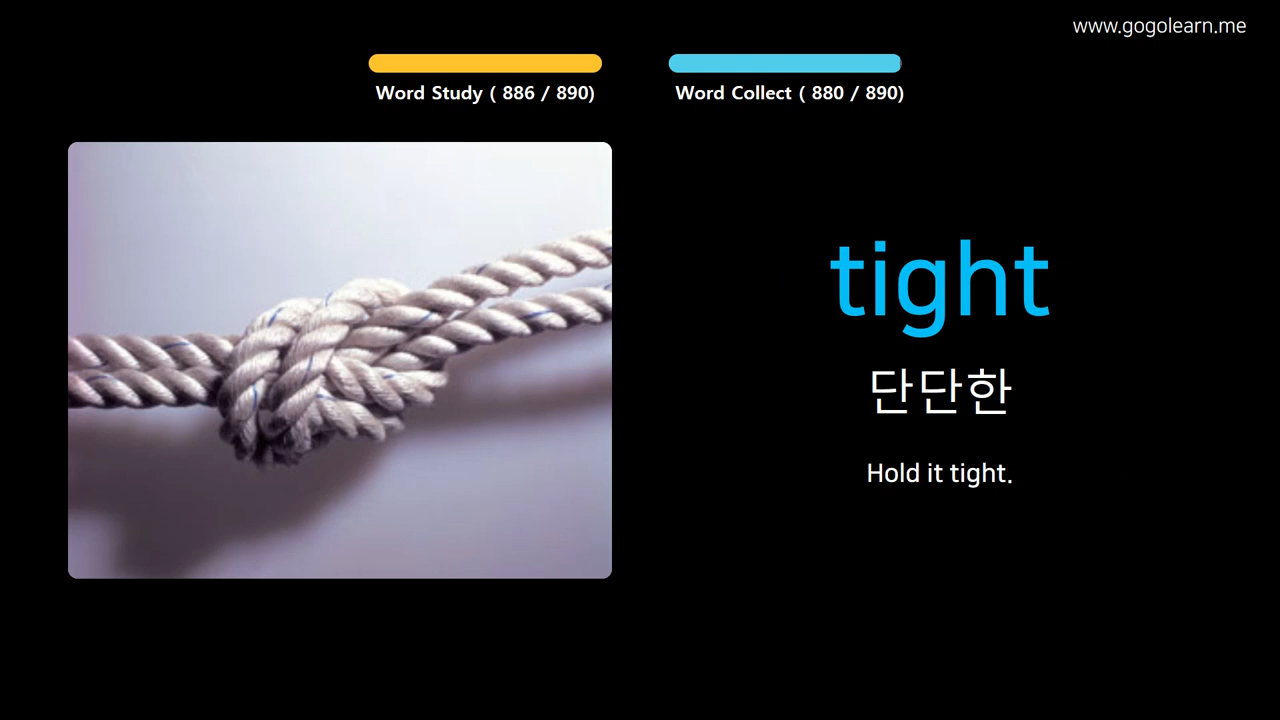 www.gogolearn.me
Word Study ( 886 / 890)
Word Collect ( 880 / 890)
tight
단단한
Hold it tight.